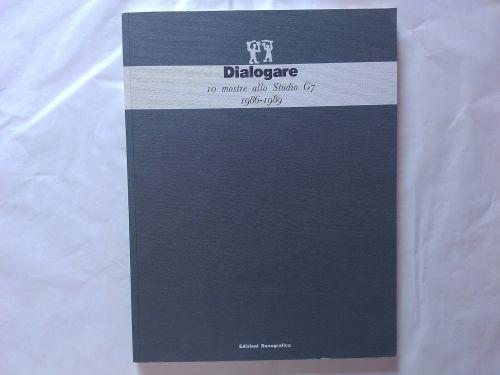 Dialogare
10 mostre allo Studio G7
1986-1989
Edizioni Renografica